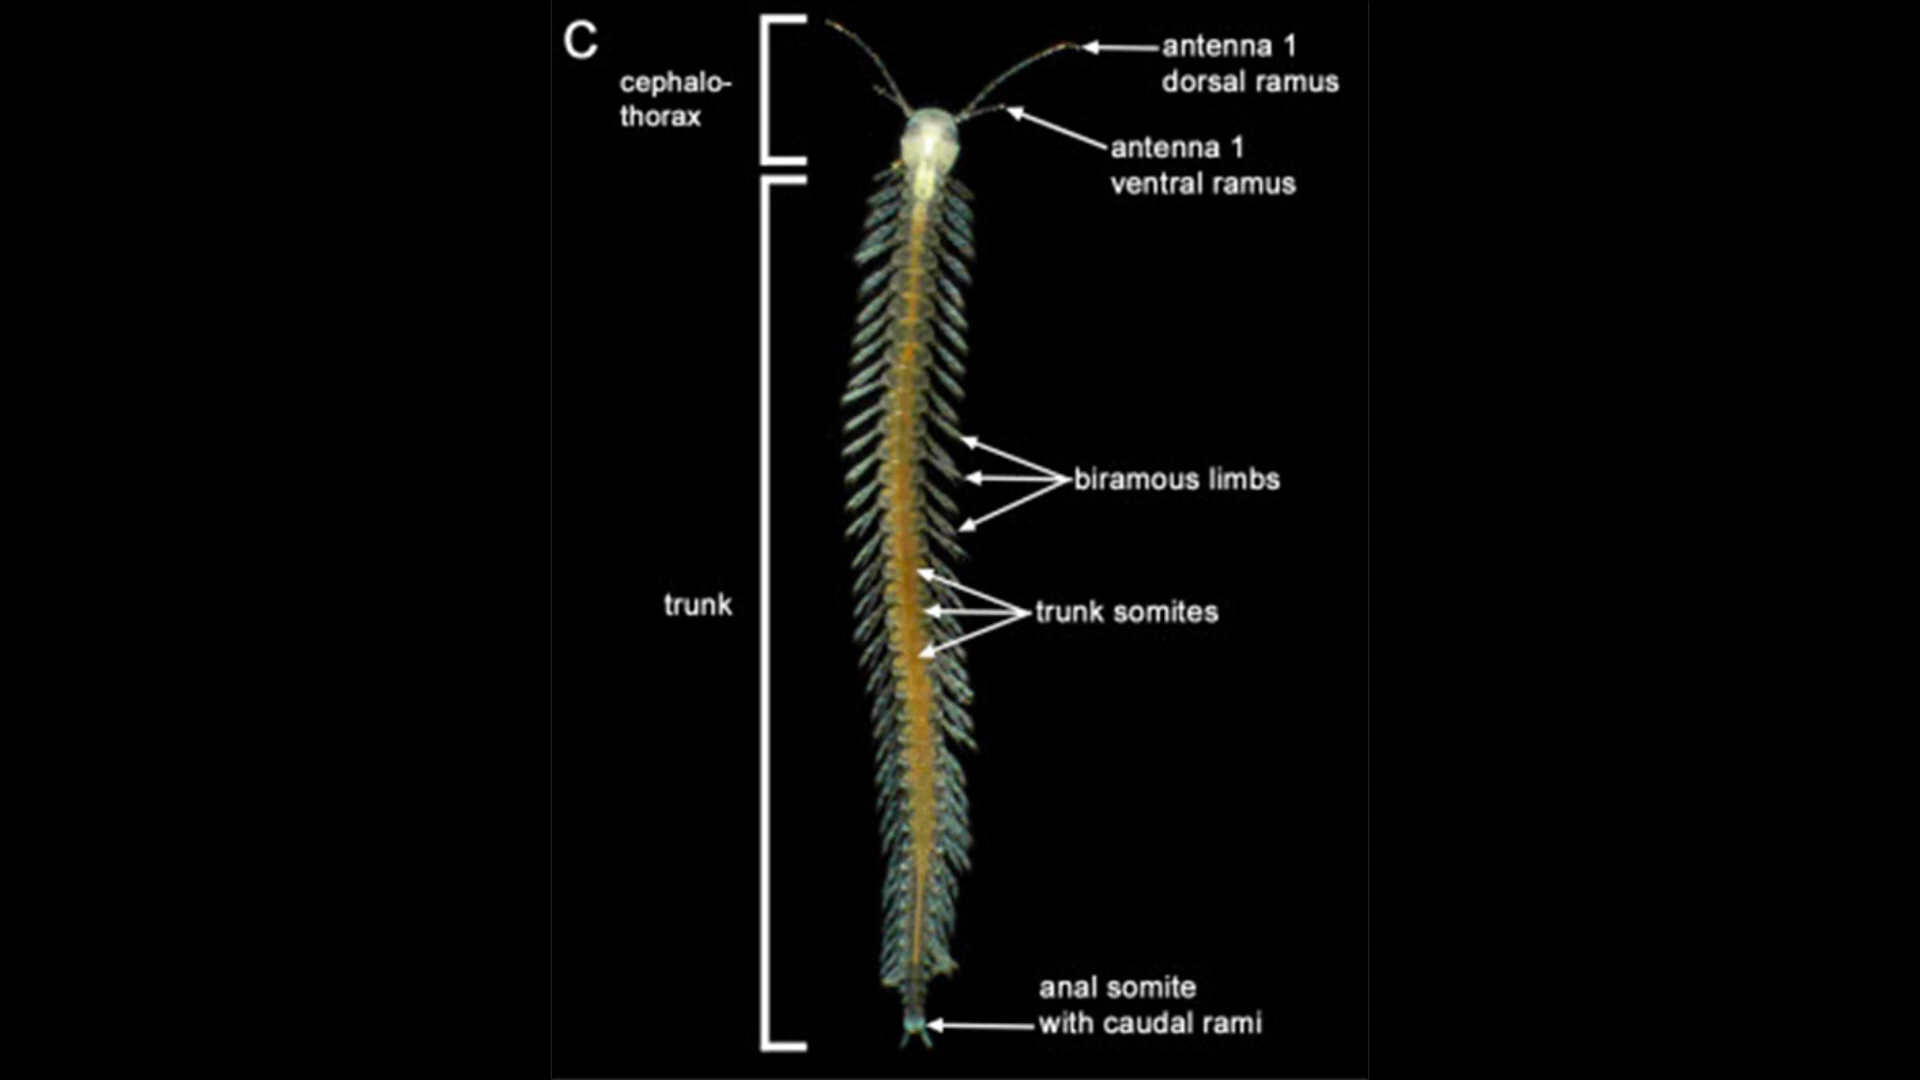 C
cephalo-
thorax
antenna 1
dorsal ramus
antenna 1
ventral ramus
biramous limbs
trunk
trunk somites
anal somite
with caudal rami